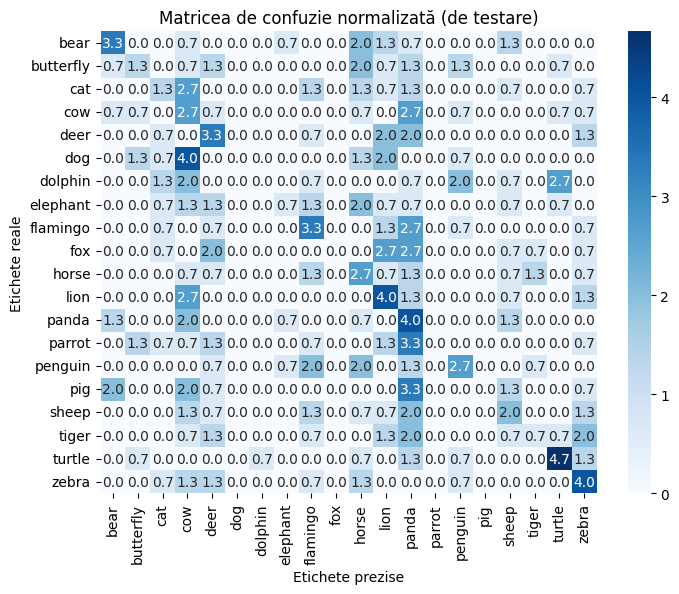 Matricea de confuzie normalizată (de testare)
bear 3.3 0.0 0.0 0.7 0.0 0.0 0.0 0.7 0.0 0.0 2.0 1.3 0.7 0.0 0.0 0.0 1.3 0.0 0.0 0.0
butterfly 0.7 1.3 0.0 0.7 1.3 0.0 0.0 0.0 0.0 0.0 2.0 0.7 1.3 0.0 1.3 0.0 0.0 0.0 0.7 0.0
cat 0.0 0.0 1.3 2.7 0.0 0.0 0.0 0.0 1.3 0.0 1.3 0.7 1.3 0.0 0.0 0.0 0.7 0.0 0.0 0.7
cow 0.7 0.7 0.0 2.7 0.7 0.0 0.0 0.0 0.0 0.0 0.7 0.0 2.7 0.0 0.7 0.0 0.0 0.0 0.7 0.7
deer 0.0 0.0 0.7 0.0 3.3 0.0 0.0 0.0 0.7 0.0 0.0 2.0 2.0 0.0 0.0 0.0 0.0 0.0 0.0 1.3
dog 0.0 1.3 0.7 4.0 0.0 0.0 0.0 0.0 0.0 0.0 1.3 2.0 0.0 0.0 0.7 0.0 0.0 0.0 0.0 0.0
dolphin 0.0 0.0 1.3 2.0 0.0 0.0 0.0 0.0 0.7 0.0 0.0 0.0 0.7 0.0 2.0 0.0 0.7 0.0 2.7 0.0
elephant 0.0 0.0 0.7 1.3 1.3 0.0 0.0 0.7 1.3 0.0 2.0 0.7 0.7 0.0 0.0 0.0 0.7 0.0 0.7 0.0
flamingo 0.0 0.0 0.7 0.0 0.7 0.0 0.0 0.0 3.3 0.0 0.0 1.3 2.7 0.0 0.7 0.0 0.0 0.0 0.0 0.7
fox 0.0 0.0 0.7 0.0 2.0 0.0 0.0 0.0 0.0 0.0 0.0 2.7 2.7 0.0 0.0 0.0 0.7 0.7 0.0 0.7
horse 0.0 0.0 0.0 0.7 0.7 0.0 0.0 0.0 1.3 0.0 2.7 0.7 1.3 0.0 0.0 0.0 0.7 1.3 0.0 0.7
lion 0.0 0.0 0.0 2.7 0.0 0.0 0.0 0.0 0.0 0.0 0.0 4.0 1.3 0.0 0.0 0.0 0.7 0.0 0.0 1.3
panda 1.3 0.0 0.0 2.0 0.0 0.0 0.0 0.7 0.0 0.0 0.7 0.0 4.0 0.0 0.0 0.0 1.3 0.0 0.0 0.0
parrot 0.0 1.3 0.7 0.7 1.3 0.0 0.0 0.0 0.7 0.0 0.0 1.3 3.3 0.0 0.0 0.0 0.0 0.0 0.0 0.7
penguin 0.0 0.0 0.0 0.0 0.7 0.0 0.0 0.7 2.0 0.0 2.0 0.0 1.3 0.0 2.7 0.0 0.0 0.7 0.0 0.0
pig 2.0 0.0 0.0 2.0 0.7 0.0 0.0 0.0 0.0 0.0 0.0 0.0 3.3 0.0 0.0 0.0 1.3 0.0 0.0 0.7
sheep 0.0 0.0 0.0 1.3 0.7 0.0 0.0 0.0 1.3 0.0 0.7 0.7 2.0 0.0 0.0 0.0 2.0 0.0 0.0 1.3
tiger 0.0 0.0 0.0 0.7 1.3 0.0 0.0 0.0 0.7 0.0 0.0 1.3 2.0 0.0 0.0 0.0 0.7 0.7 0.7 2.0
turtle 0.0 0.7 0.0 0.0 0.0 0.0 0.7 0.0 0.0 0.0 0.7 0.0 1.3 0.0 0.7 0.0 0.0 0.0 4.7 1.3
zebra 0.0 0.0 0.7 1.3 1.3 0.0 0.0 0.0 0.7 0.0 1.3 0.0 0.0 0.0 0.7 0.0 0.0 0.0 0.0 4.0
bear butterfly cat cow deer dog dolphin elephant flamingo fox horse lion panda parrot penguin pig sheep tiger turtle zebra
Etichete prezise
Etichete reale
4
3
2
1
0